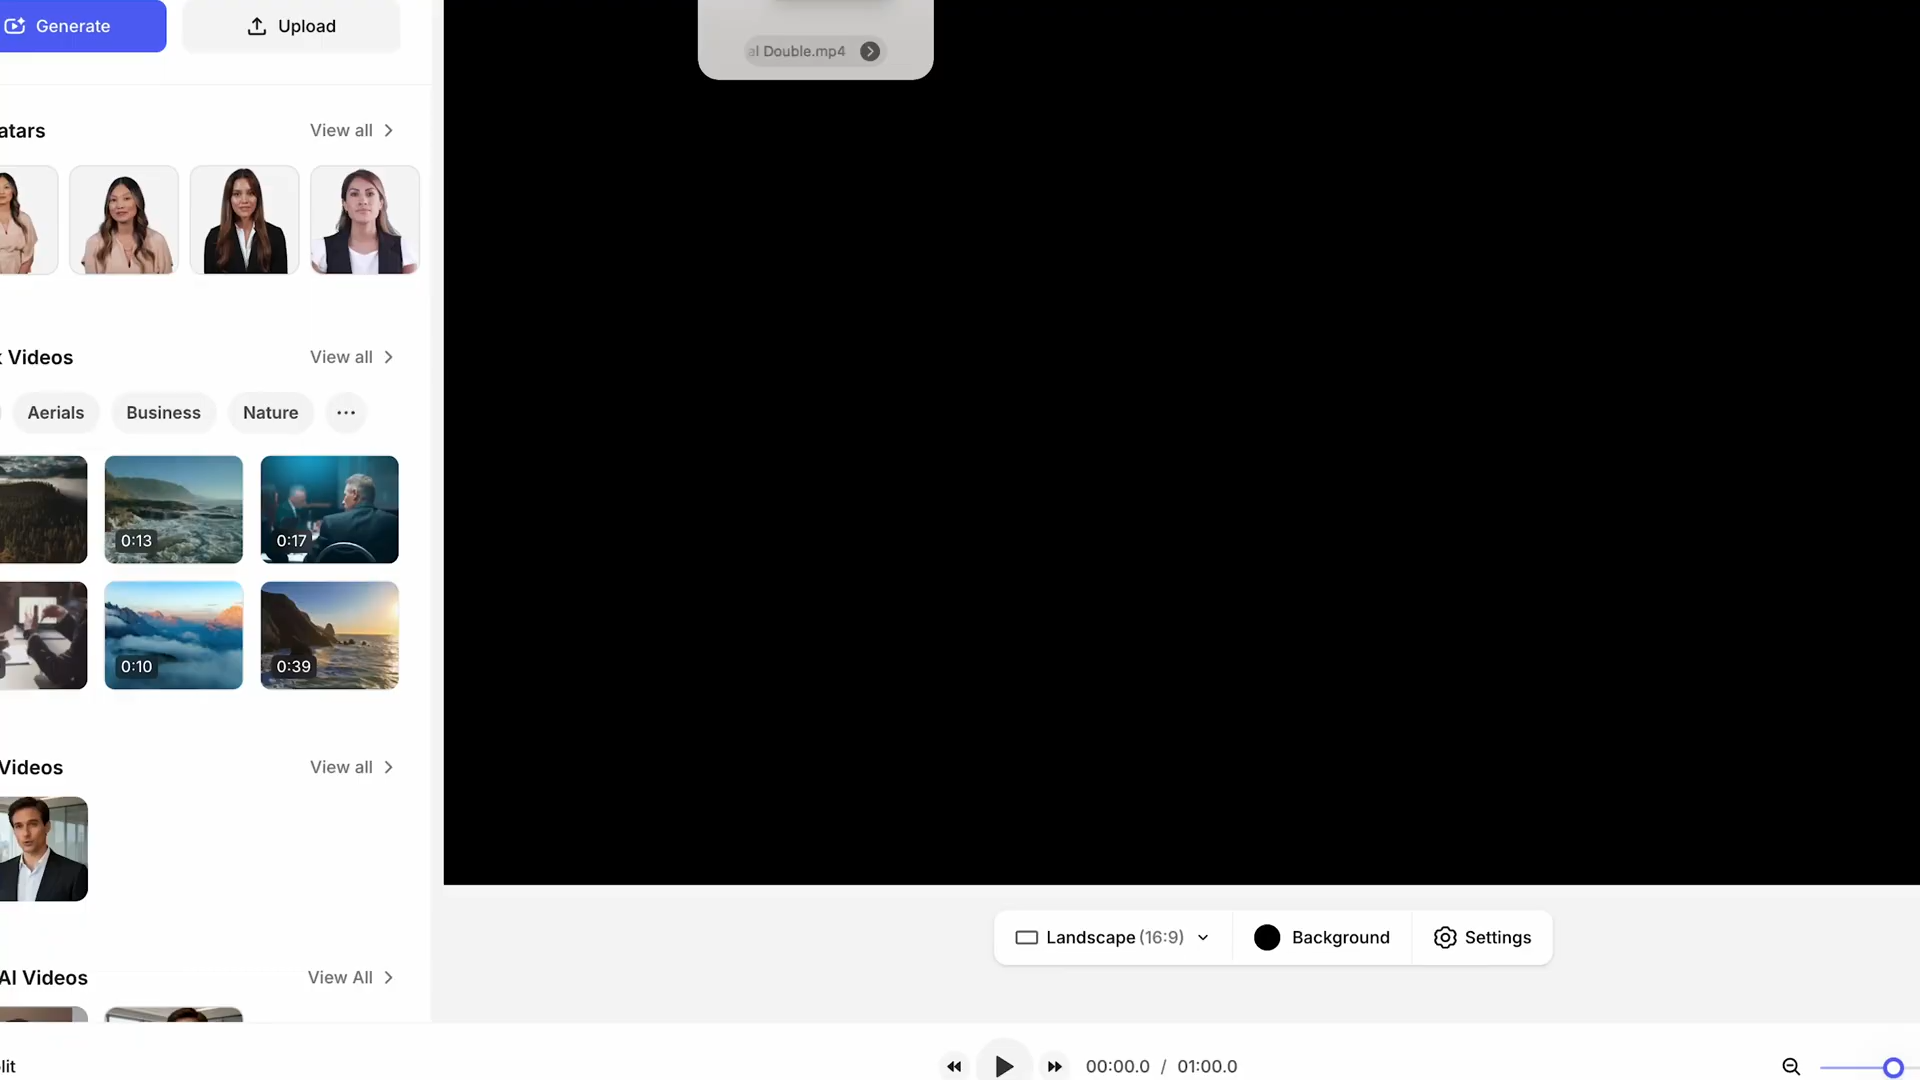 Generate
Upload
al Double.mp4
atars
View all
Videos
View all
Aerials
Business
Nature
0:13
0:17
0:10
0:39
Videos
View all
Landscape (16:9)
Background
Settings
AI Videos
View All
lit
00:00.0 / 01:00.0